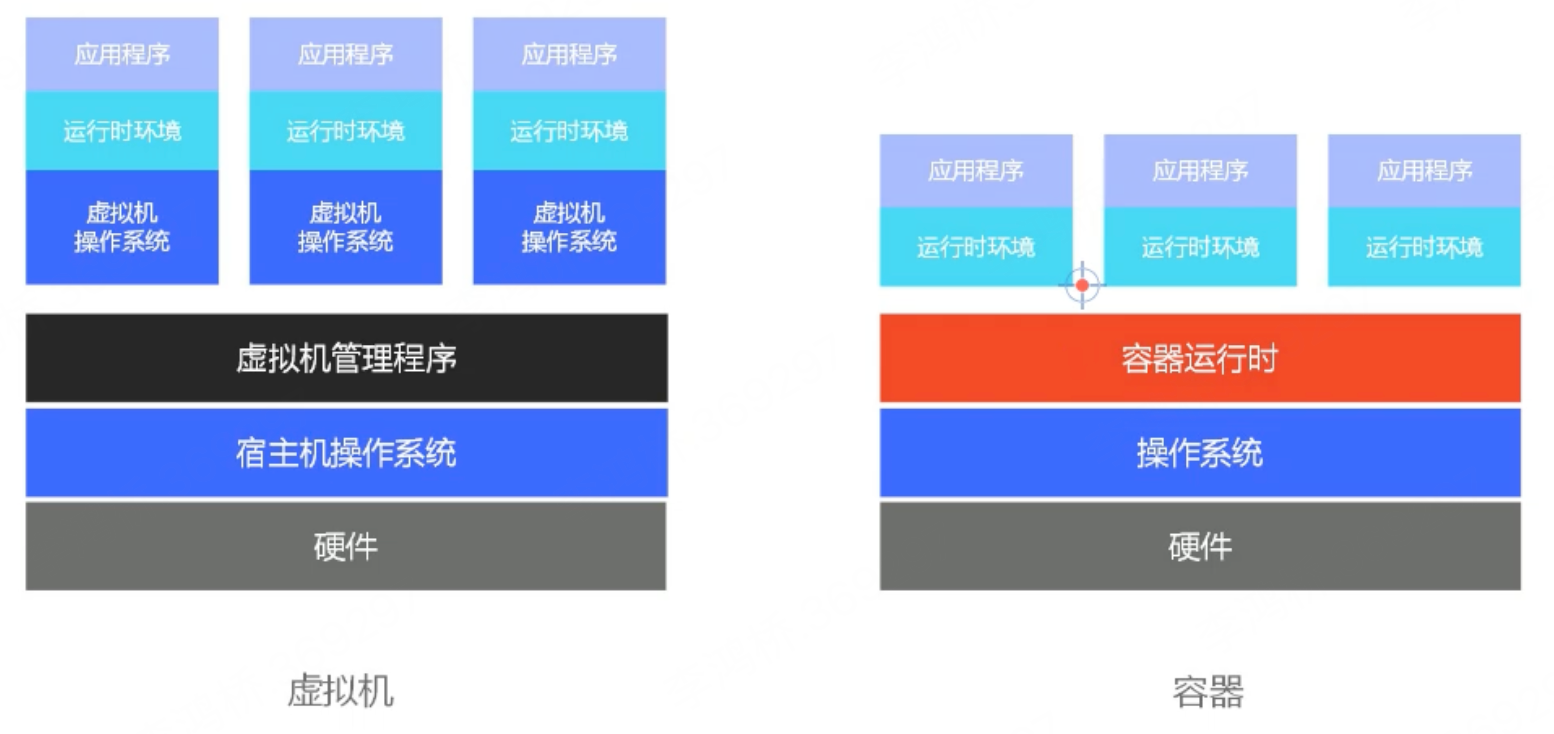 应用程序
应用程序
应用程序
运行时环境
运行时环境
运行时环境
虚拟机
操作系统
虚拟机
操作系统
虚拟机
操作系统
虚拟机管理程序
宿主机操作系统
硬件
虚拟机
应用程序
应用程序
应用程序
运行时环境
运行时环境
运行时环境
容器运行时
操作系统
硬件
容器